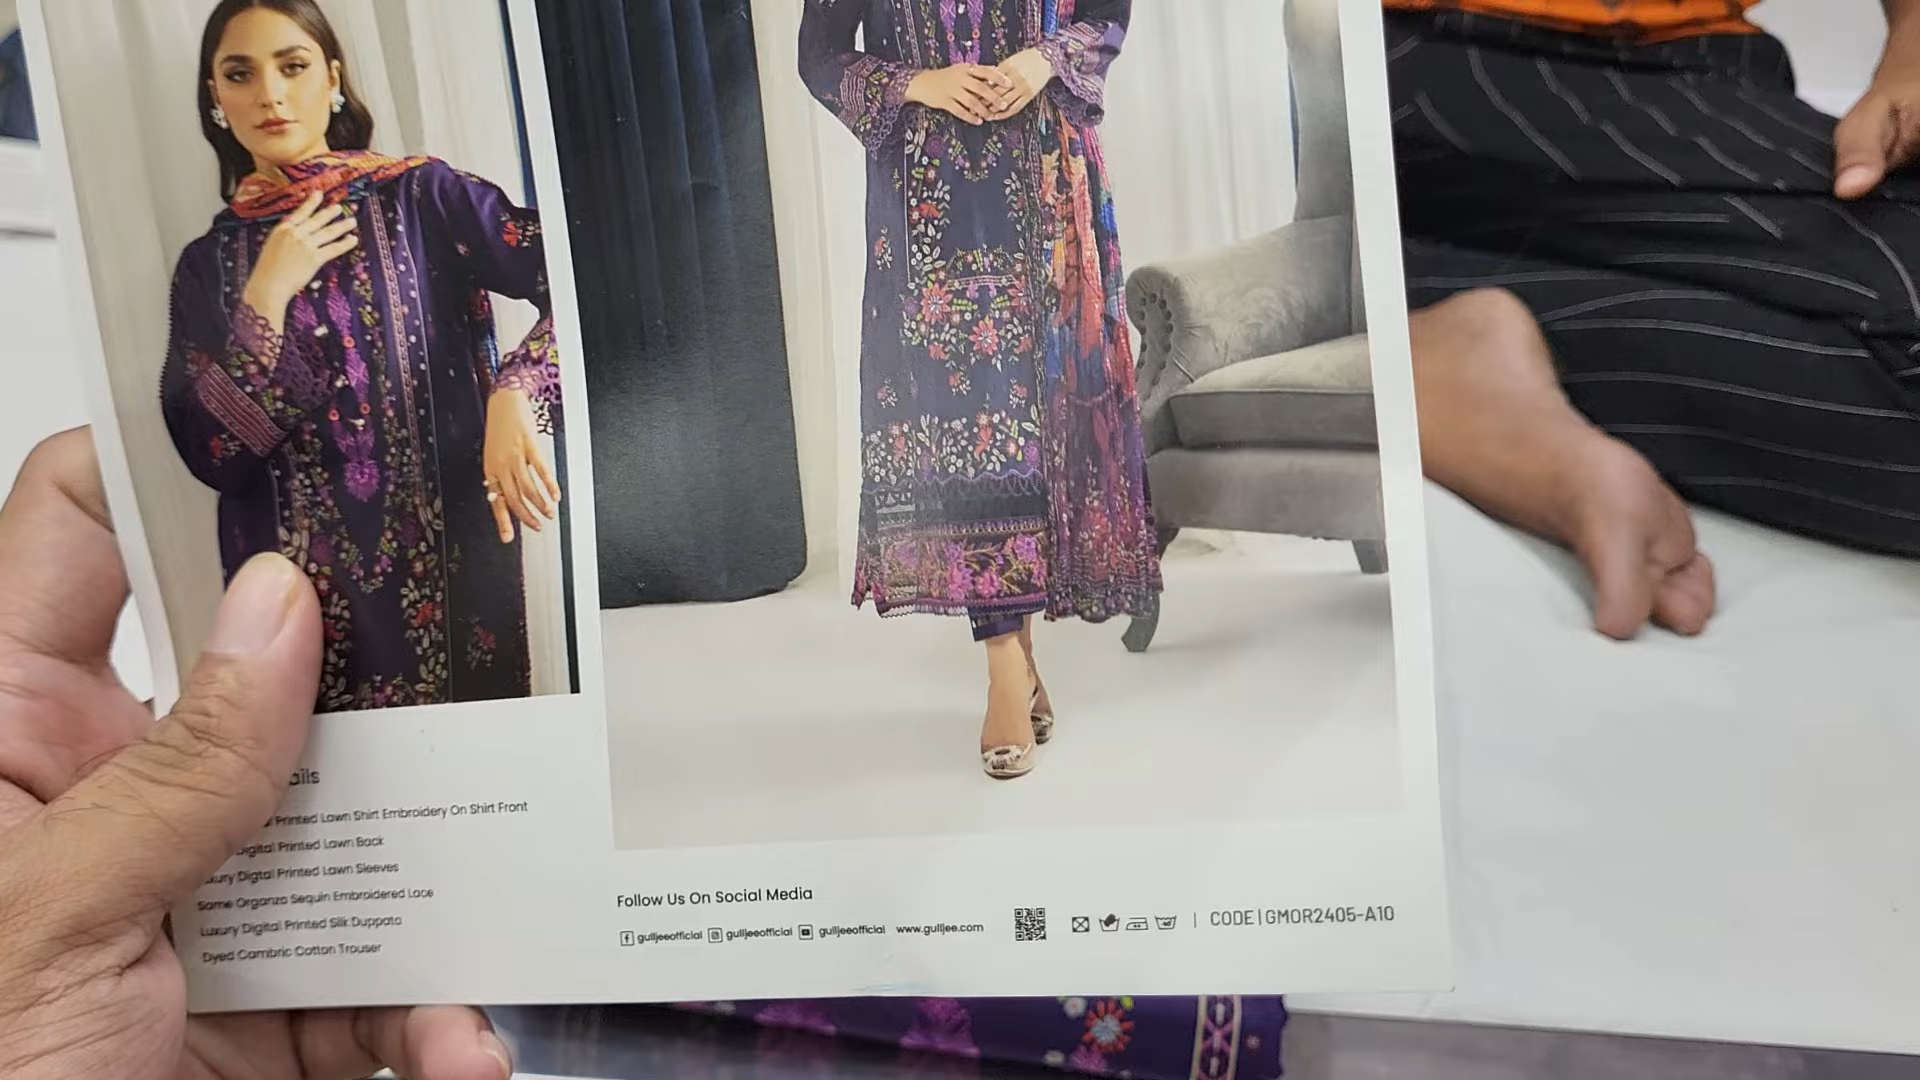 ails
Printed Lawn Shirt Embroidery On Shirt Front
Digital Printed Lawn Back
Digtal Printed Lawn Sleeves
Same Organza Sequin Embroidered Lace
Luxury Digital Printed Silk Duppata
Dyed Cambric Cotton Trouser
Follow Us On Social Media
gulljeeofficial gulljeeofficial gulljeeofficial www.gulljee.com
| CODE|GMOR2405-A10